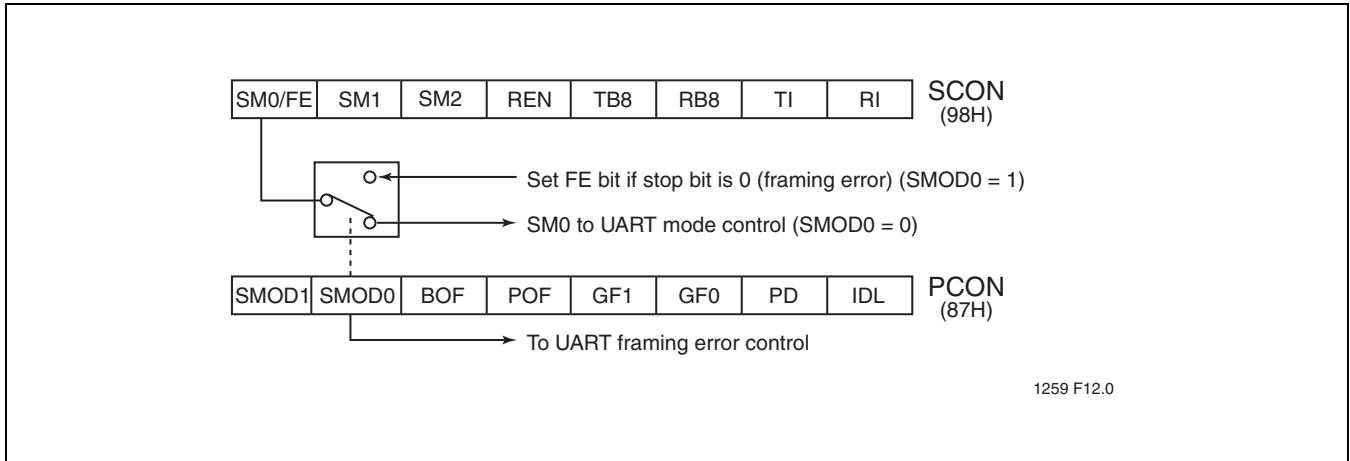 SM0/FE SM1 SM2 REN TB8 RB8 TI RI SCON
(98H)
Set FE bit if stop bit is 0 (framing error) (SMOD0 = 1)
SM0 to UART mode control (SMOD0 = 0)
SMOD1 SMOD0 BOF POF GF1 GF0 PD IDL PCON
(87H)
To UART framing error control
1259 F12.0